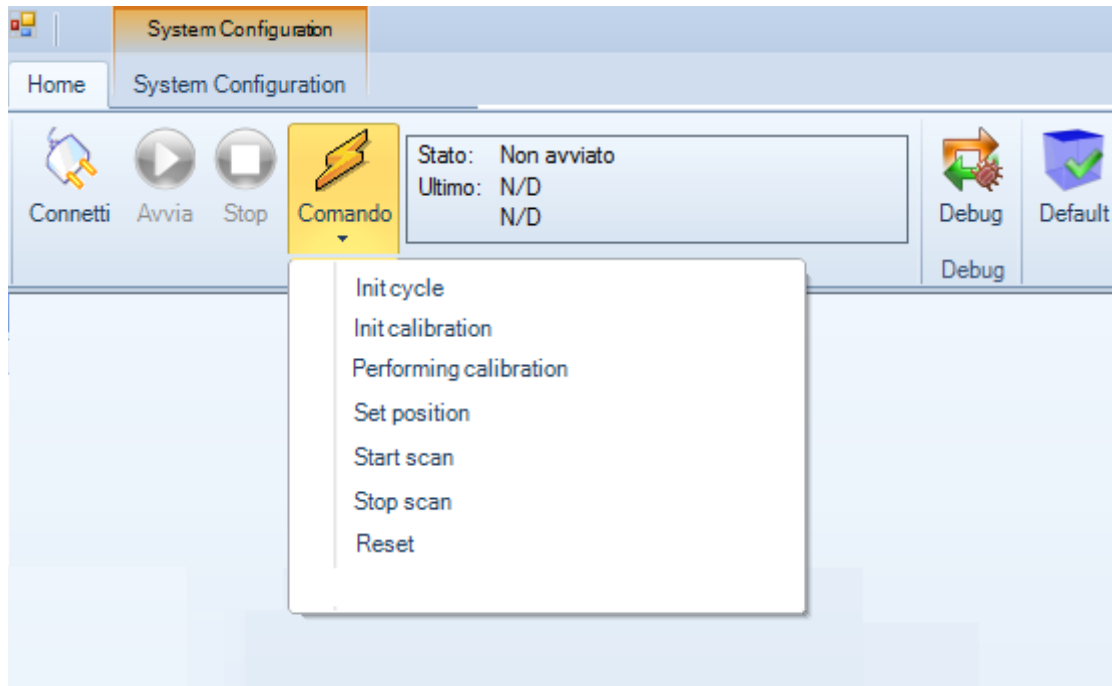 System Configuration
Home System Configuration
Stato: Non avviato
Ultimo: N/D
N/D
Connetti Avvia Stop Comando Debug Default
Debug
Init cycle
Init calibration
Performing calibration
Set position
Start scan
Stop scan
Reset